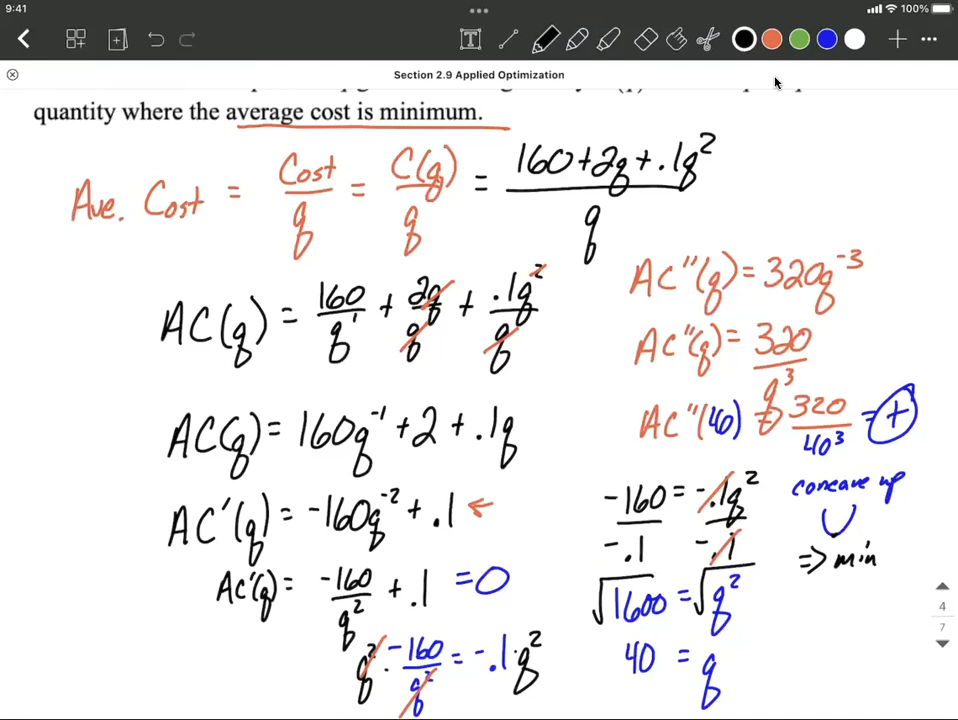 9:41
100%
Section 2.9 Applied Optimization
quantity where the average cost is minimum.
Ave. Cost = Cost/q = C(q)/q = (160+2q+.1q²)/q
AC(q) = 160/q¹ + 2q/q + .1q²/q
AC(q) = 160q⁻¹ + 2 + .1q
AC'(q) = -160q⁻² + .1 ←
AC'(q) = -160/q² + .1 = 0
q² · -160/q² = -.1 · q²
AC''(q) = 320q⁻³
AC''(q) = 320/q³
AC''(40) = 320/40³ = +
-160 = -.1q²
-.1 -.1
√1600 = √q²
40 = q
concave up
=> min
4
7